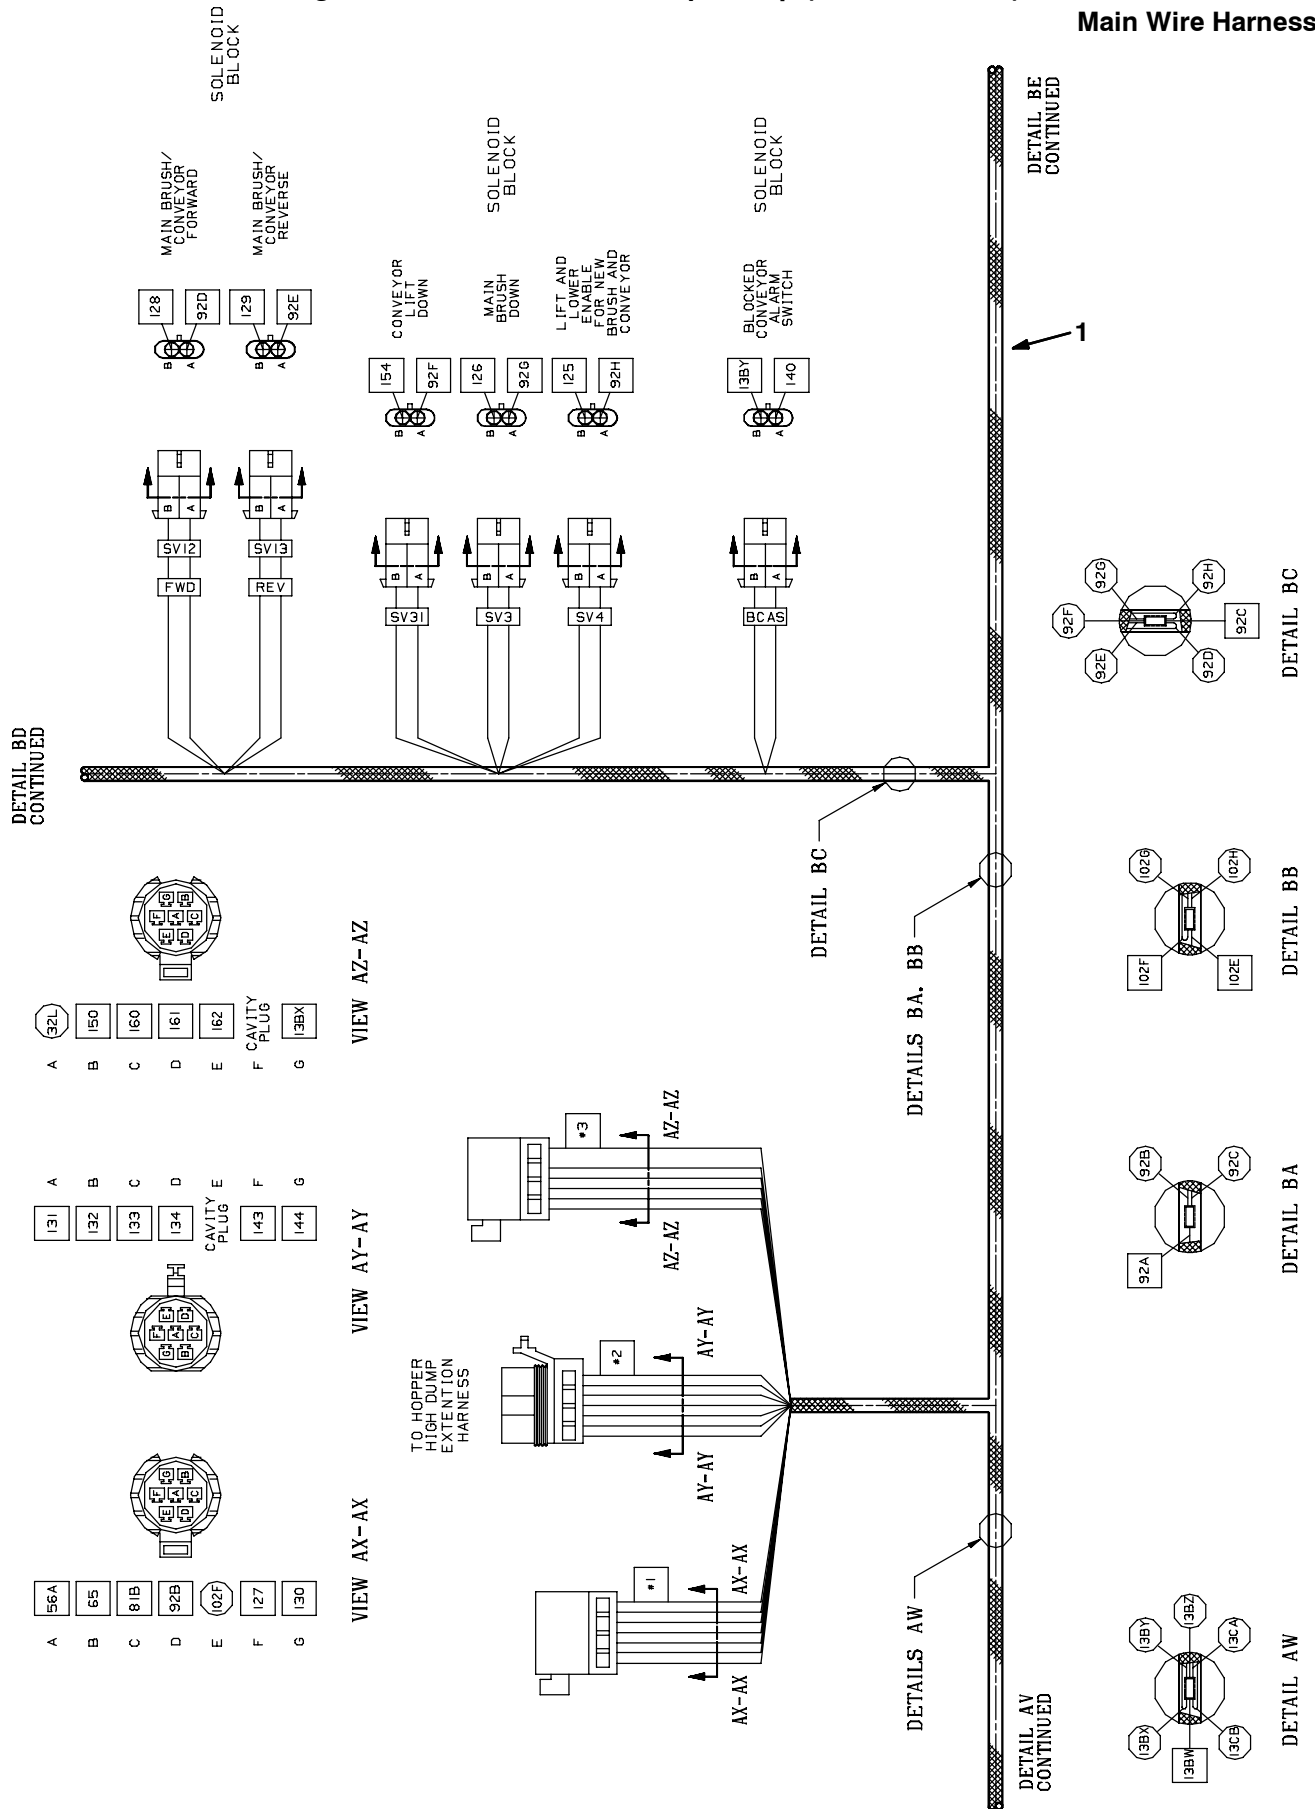 Main Wire Harness
SOLENOID
BLOCK
MAIN BRUSH/
CONVEYOR
FORWARD
MAIN BRUSH/
CONVEYOR
REVERSE
128
92D
129
92E
B
A
B
A
B
A
B
A
SV12
SV13
FWD
REV
SOLENOID
BLOCK
CONVEYOR
LIFT
DOWN
MAIN
BRUSH
DOWN
LIFT AND
LOWER
ENABLE
FOR NEW
BRUSH AND
CONVEYOR
154
92F
126
92G
125
92H
B
A
B
A
B
A
B
A
B
A
B
A
SV31
SV3
SV4
SOLENOID
BLOCK
BLOCKED
CONVEYOR
ALARM
SWITCH
13BY
140
B
A
B
A
BCAS
DETAIL BE
CONTINUED
1
DETAIL BD
CONTINUED
92F
92G
92H
92E
92D
92C
DETAIL BC
DETAIL BC
DETAILS BA, BB
102G
102H
102F
102E
DETAIL BB
92B
92C
92A
DETAIL BA
A
32L
B
150
C
160
D
161
E
162
F
CAVITY
PLUG
G
13BX
G
B
F
A
C
E
D
VIEW AZ-AZ
A
131
B
132
C
133
D
134
E
CAVITY
PLUG
F
143
G
144
E
D
F
A
C
G
B
VIEW AY-AY
A
56A
B
65
C
81B
D
92B
E
102F
F
127
G
130
G
B
F
A
C
E
D
VIEW AX-AX
#3
AZ-AZ
AZ-AZ
TO HOPPER
HIGH DUMP
EXTENTION
HARNESS
#2
AY-AY
AY-AY
#1
AX-AX
AX-AX
DETAILS AW
DETAIL AV
CONTINUED
13BY
13BZ
13CA
13BX
13BW
13CB
DETAIL AW